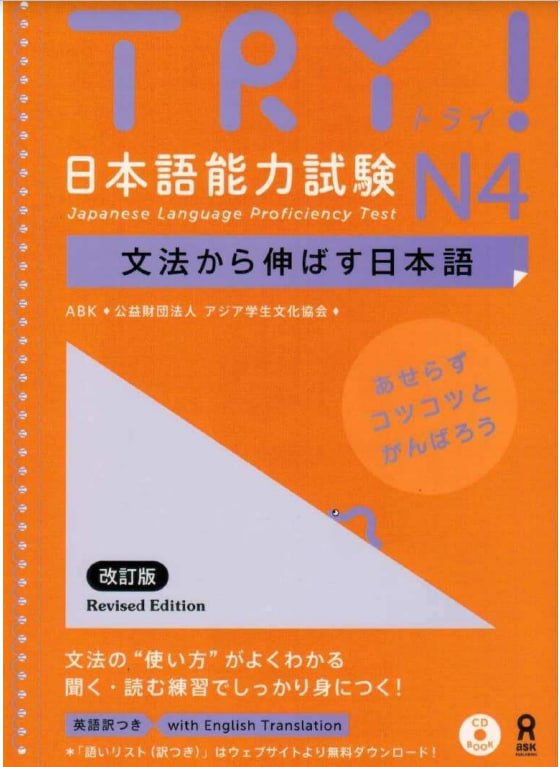 TRY!
トライ
日本語能力試験 N4
Japanese Language Proficiency Test
文法から伸ばす日本語
ABK ♦ 公益財団法人 アジア学生文化協会 ♦
あせらず
コツコツと
がんばろう
改訂版
Revised Edition
文法の“使い方”がよくわかる
聞く・読む練習でしっかり身につく!
英語訳つき with English Translation
*「語いリスト(訳つき)」はウェブサイトより無料ダウンロード!
CD
BOOK
ask
PUBLISHING